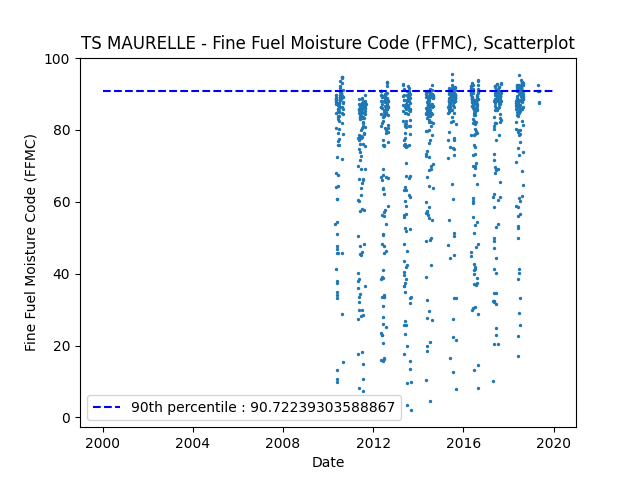 TS MAURELLE - Fine Fuel Moisture Code (FFMC), Scatterplot
100
80
60
40
20
0
Fine Fuel Moisture Code (FFMC)
90th percentile : 90.72239303588867
2000 2004 2008 2012 2016 2020
Date